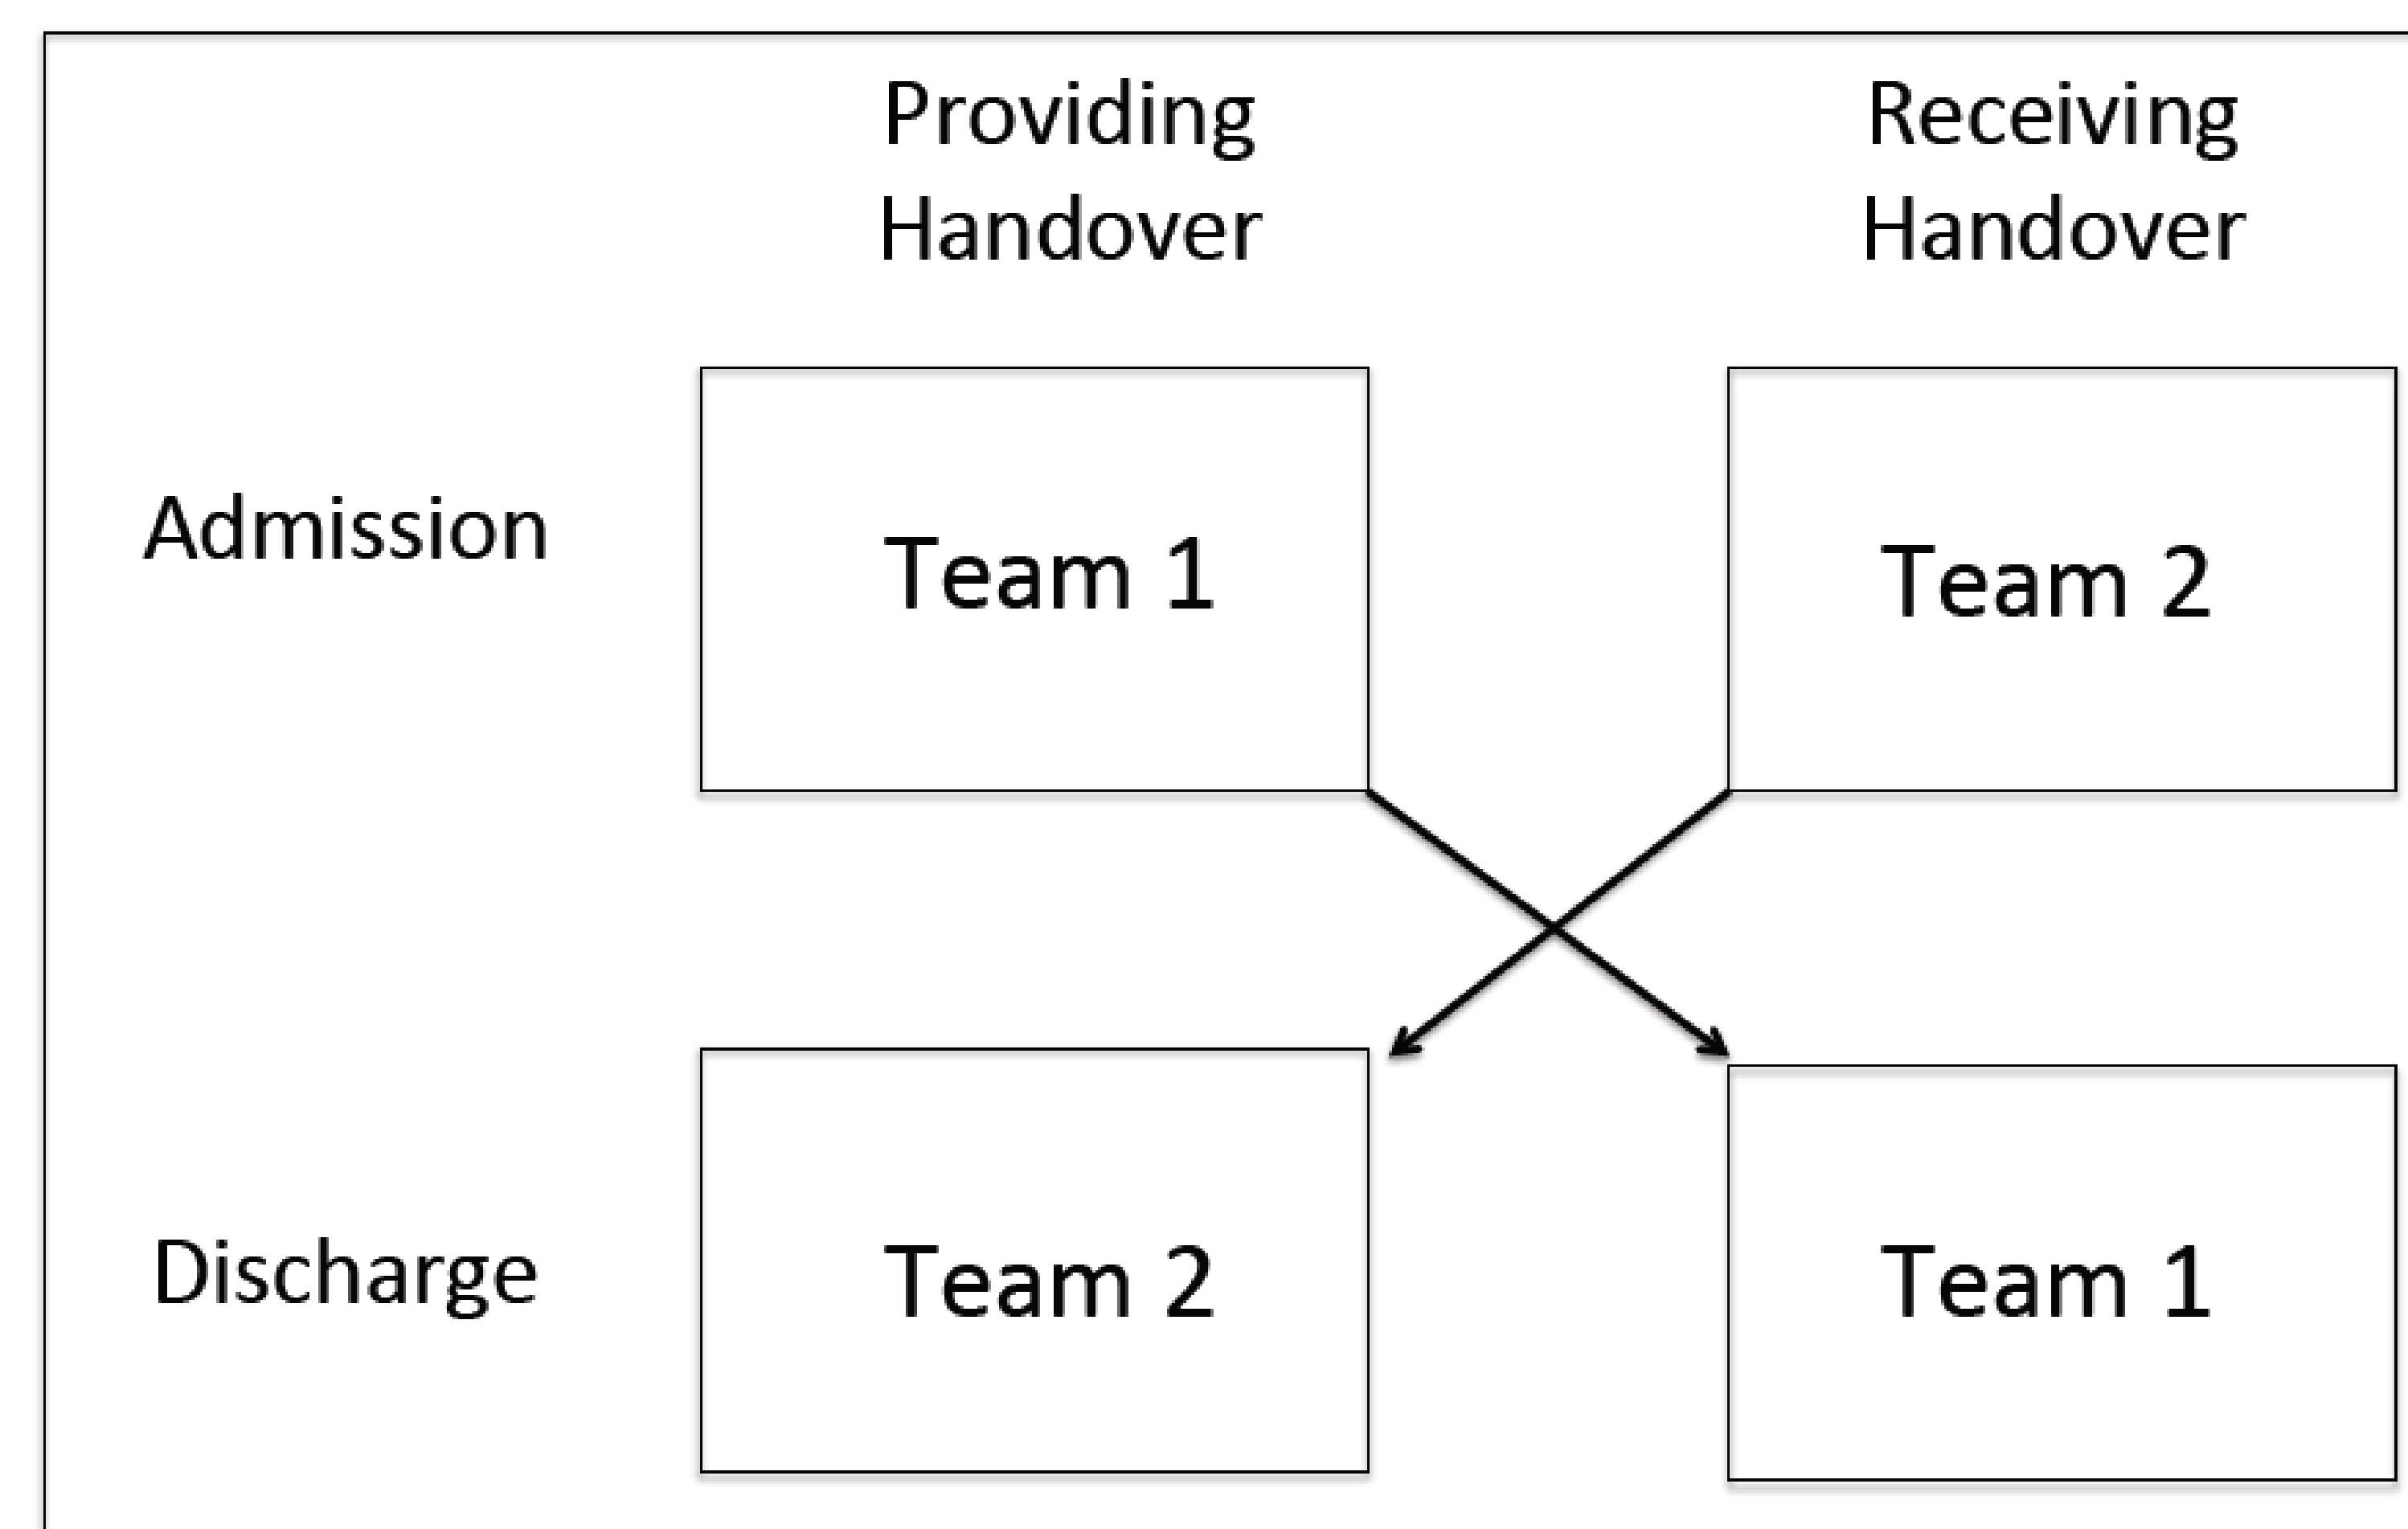 Providing
Handover
Receiving
Handover
Admission
Team 1
Team 2
Discharge
Team 2
Team 1